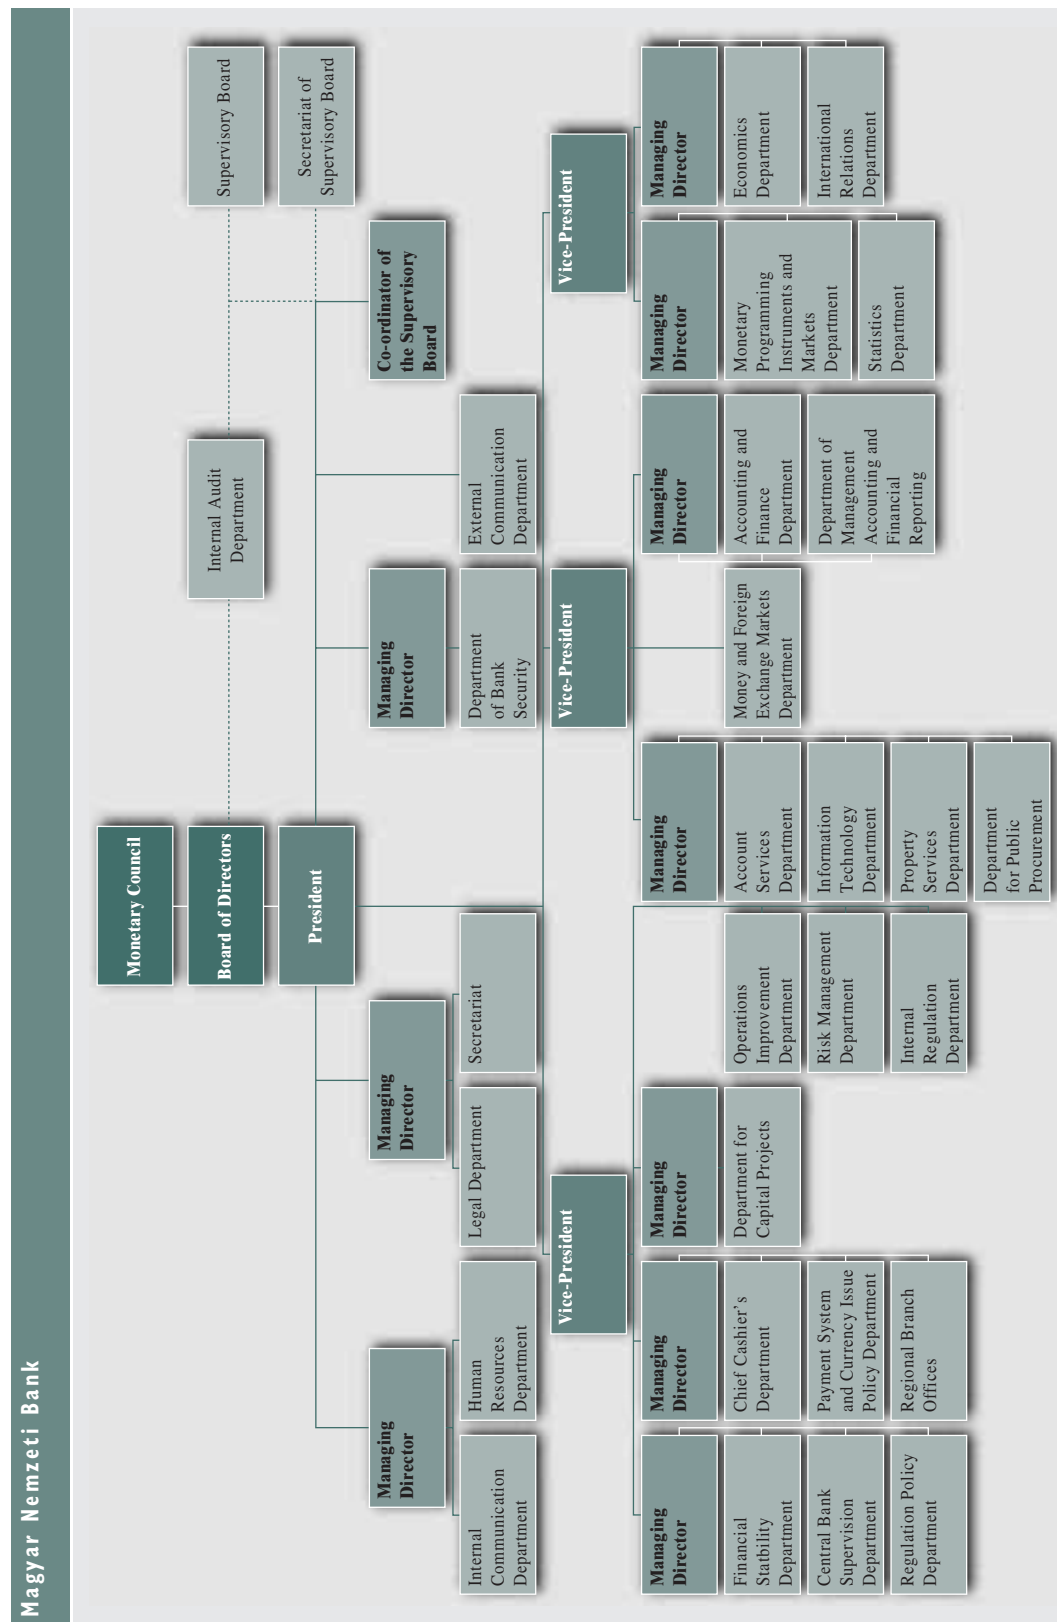 Magyar Nemzeti Bank
Monetary Council
Board of Directors
President
Internal Audit
Department
Supervisory Board
Secretariat of
Supervisory Board
Managing
Director
Managing
Director
Managing
Director
Co-ordinator of
the Supervisory
Board
Internal
Communication
Department
Human
Resources
Department
Legal Department
Secretariat
Department
of Bank
Security
External
Communication
Department
Vice-President
Vice-President
Vice-President
Managing
Director
Financial
Statbility
Department
Central Bank
Supervision
Department
Regulation Policy
Department
Managing
Director
Chief Cashier's
Department
Payment System
and Currency Issue
Policy Department
Regional Branch
Offices
Managing
Director
Department for
Capital Projects
Operations
Improvement
Department
Risk Management
Department
Internal
Regulation
Department
Managing
Director
Account
Services
Department
Information
Technology
Department
Property
Services
Department
Department
for Public
Procurement
Money and Foreign
Exchange Markets
Department
Managing
Director
Accounting and
Finance
Department
Department of
Management
Accounting and
Financial
Reporting
Managing
Director
Monetary
Programming
Instruments and
Markets
Department
Statistics
Department
Managing
Director
Economics
Department
International
Relations
Department